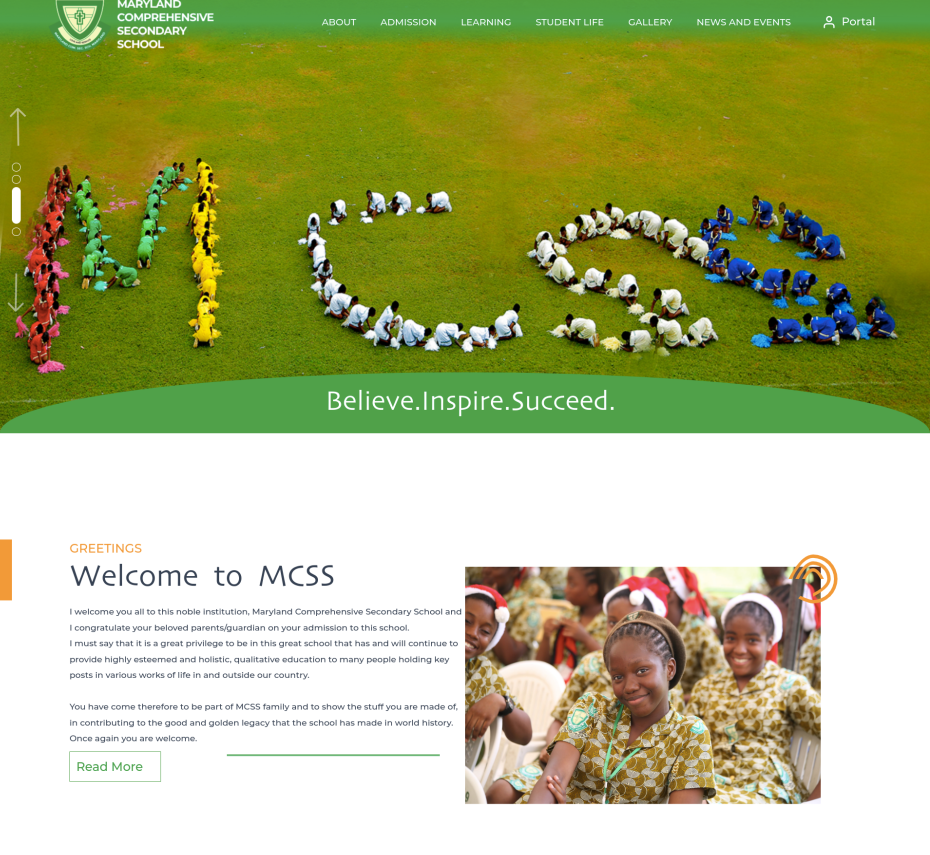 MARYLAND
COMPREHENSIVE
SECONDARY
SCHOOL
ABOUT ADMISSION LEARNING STUDENT LIFE GALLERY NEWS AND EVENTS Portal
MCSS
Believe.Inspire.Succeed.
GREETINGS
Welcome to MCSS
I welcome you all to this noble institution, Maryland Comprehensive Secondary School and
I congratulate your beloved parents/guardian on your admission to this school.
I must say that it is a great privilege to be in this great school that has and will continue to
provide highly esteemed and holistic, qualitative education to many people holding key
posts in various works of life in and outside our country.
You have come therefore to be part of MCSS family and to show the stuff you are made of,
in contributing to the good and golden legacy that the school has made in world history.
Once again you are welcome.
Read More